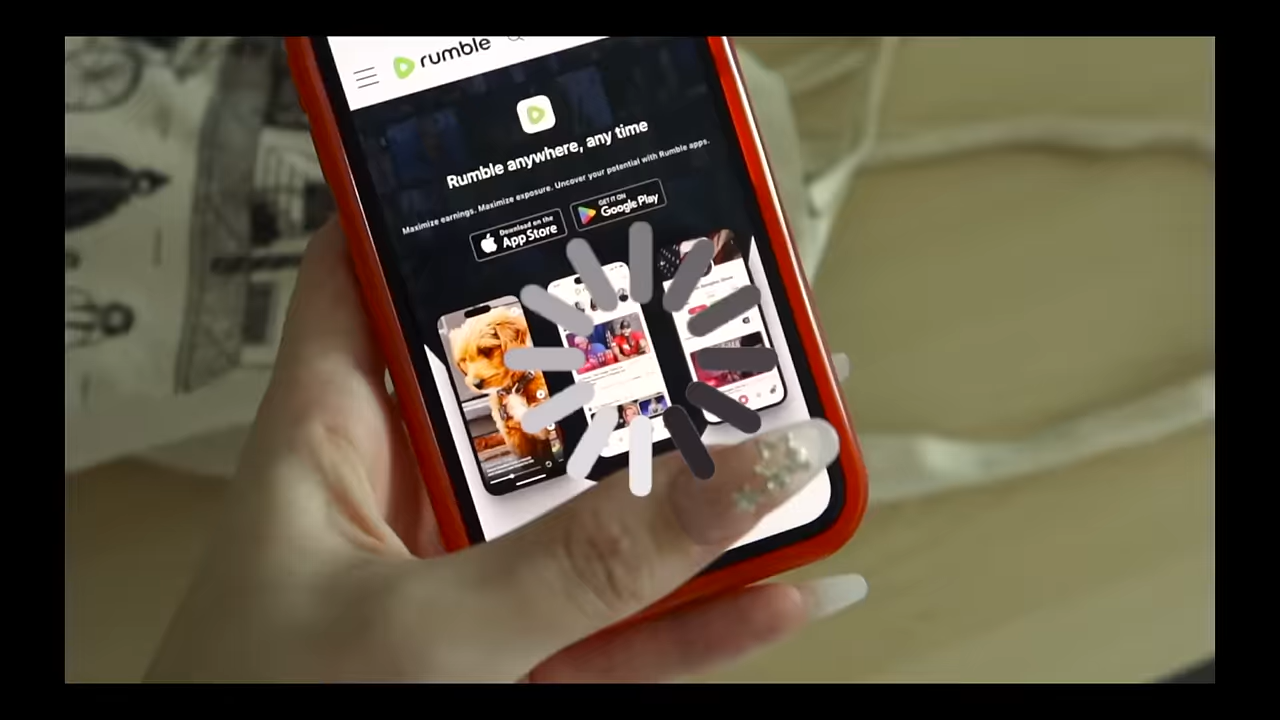 rumble
Rumble anywhere, any time
Maximize earnings. Maximize exposure. Uncover your potential with Rumble apps.
Download on the
App Store
GET IT ON
Google Play